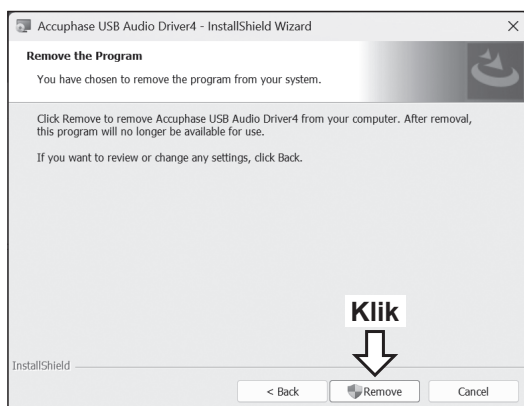 Accuphase USB Audio Driver4 - InstallShield Wizard
Remove the Program
You have chosen to remove the program from your system.
Click Remove to remove Accuphase USB Audio Driver4 from your computer. After removal,
this program will no longer be available for use.
If you want to review or change any settings, click Back.
Klik
InstallShield
< Back
Remove
Cancel